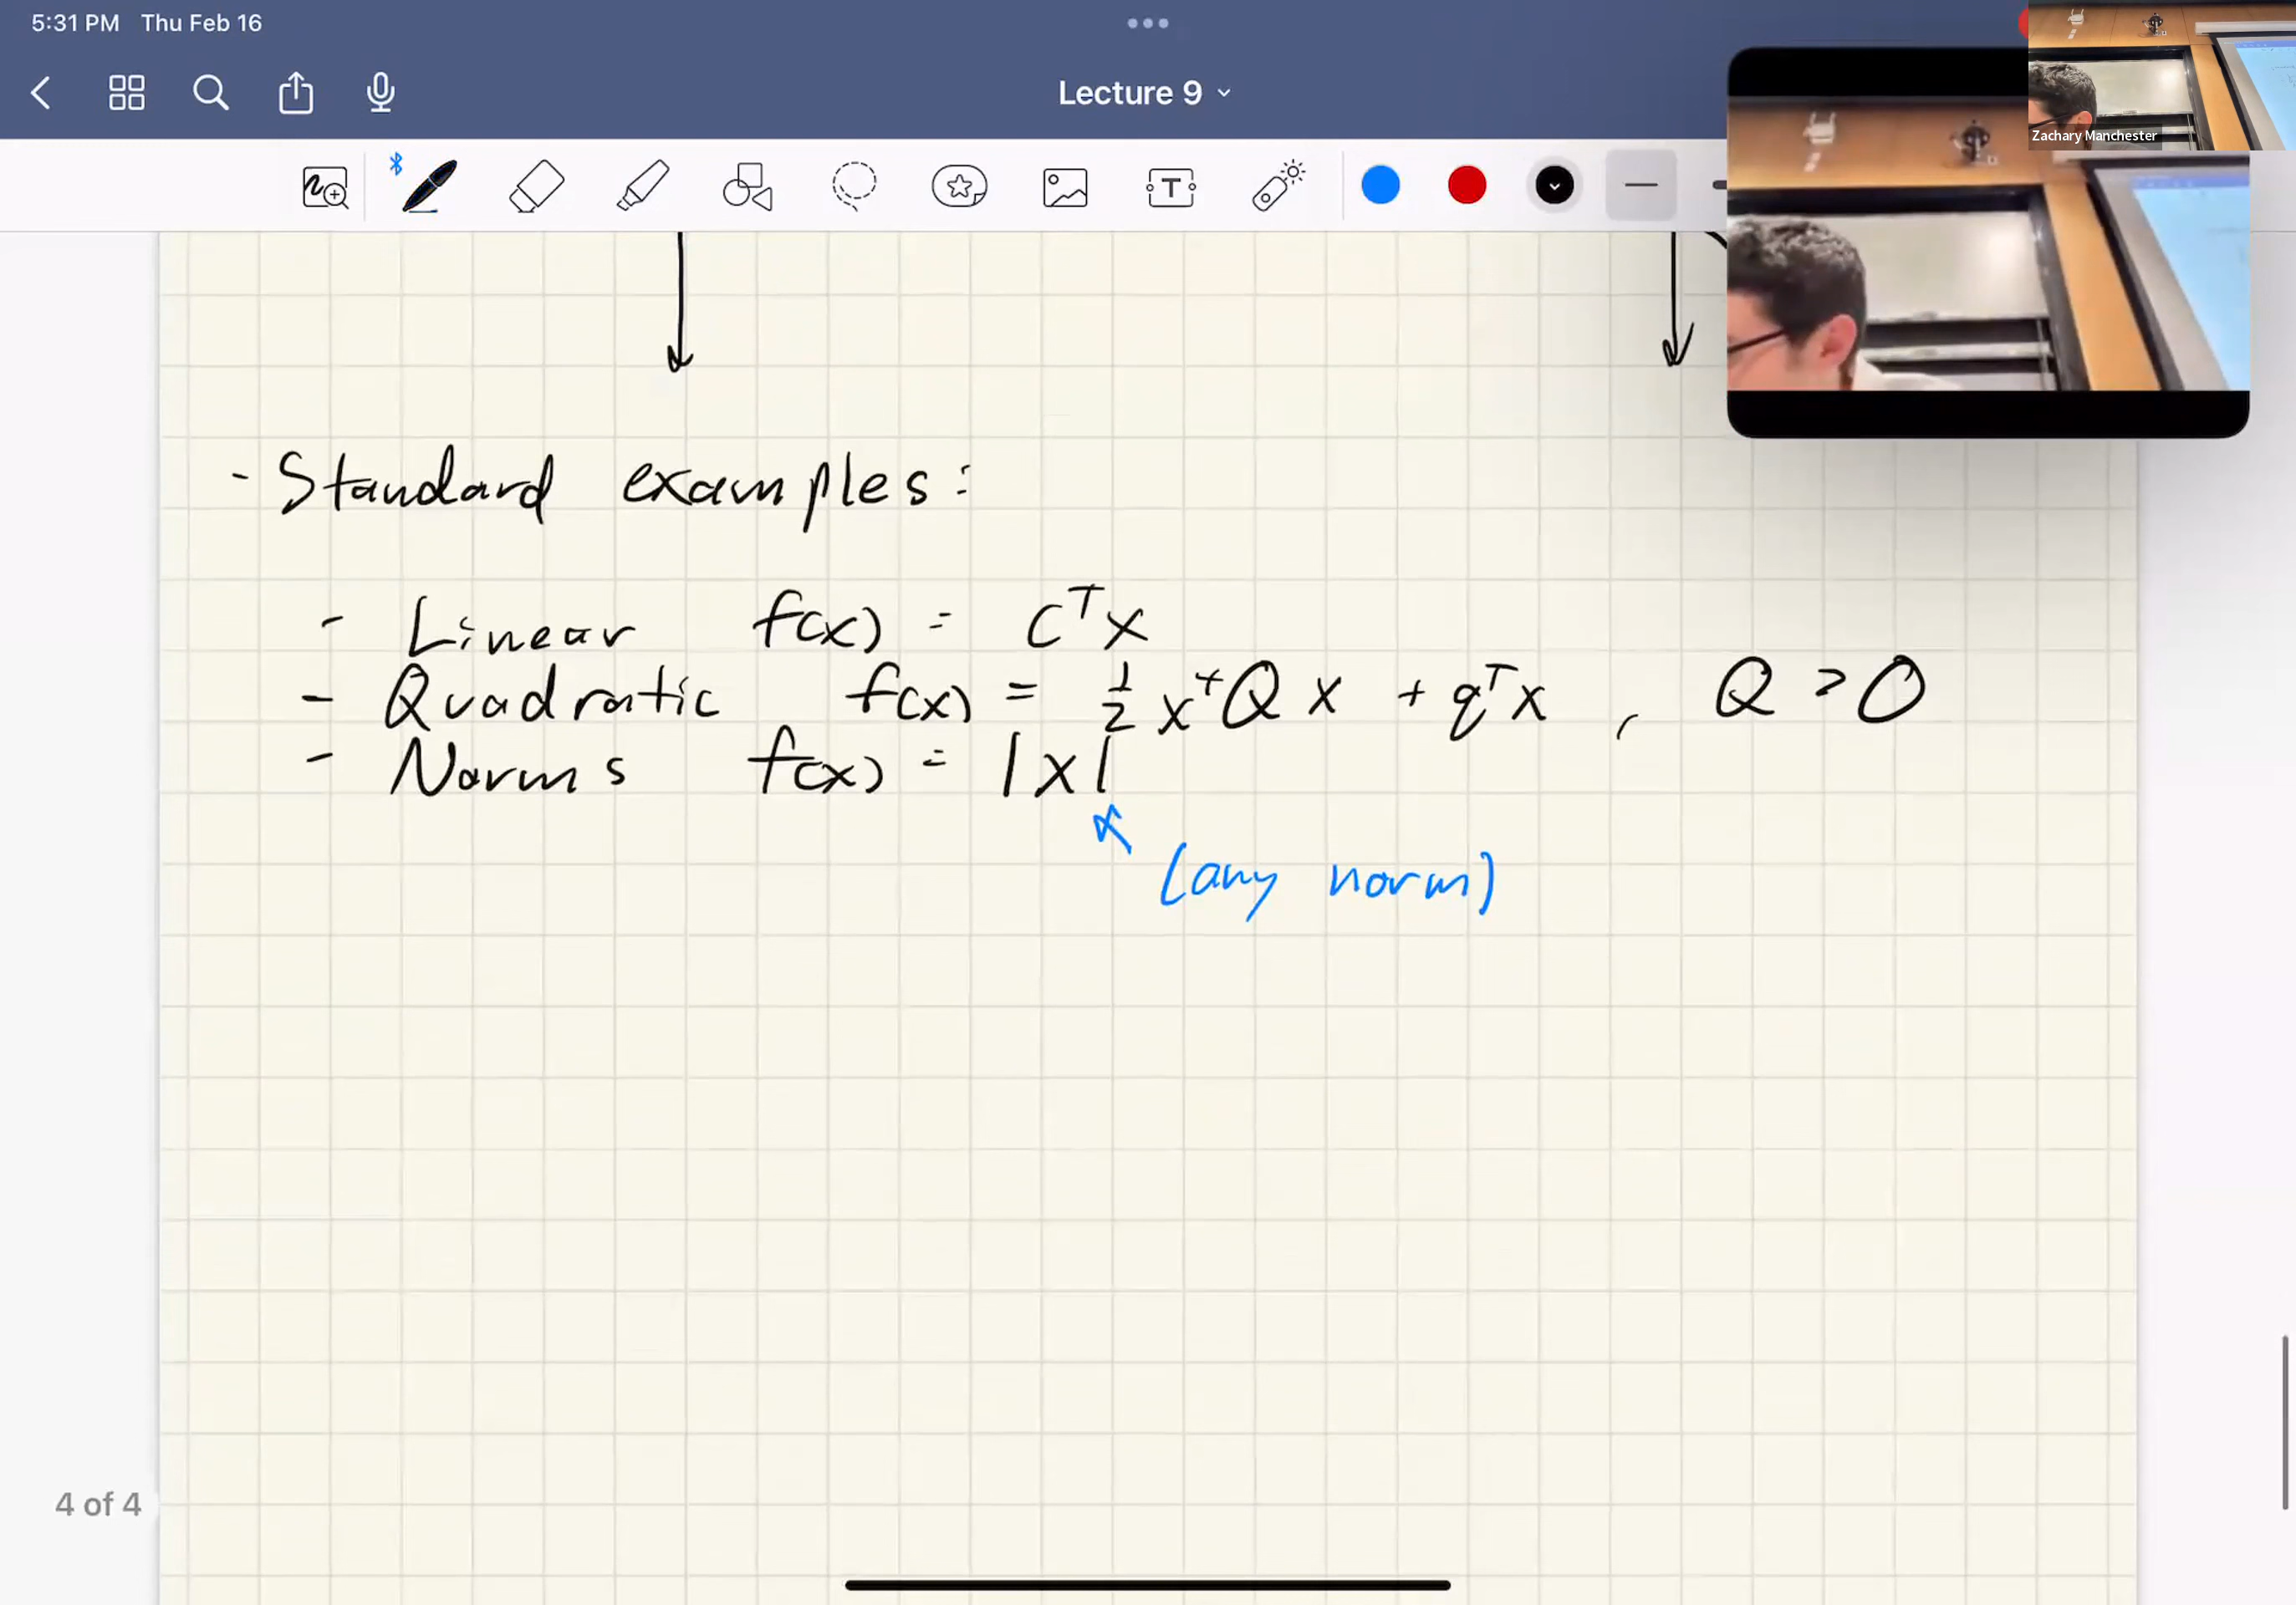 5:31 PM Thu Feb 16
Lecture 9
Zachary Manchester
T
- Standard examples:
- Linear f(x) = cᵀx
- Quadratic f(x) = ½ xᵀQx + qᵀx , Q > 0
- Norms f(x) = |x|
(any norm)
4 of 4